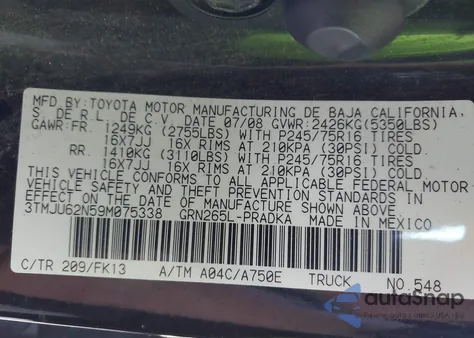 MFD.BY:TOYOTA MOTOR MANUFACTURING DE BAJA CALIFORNIA,
S. DE R.L. DE C.V. DATE 07/08 GVWR:2426KG(5350LBS)
GAWR:FR. 1249KG (2755LBS) WITH P245/75R16 TIRES
16X7JJ 16X RIMS AT 210KPA (30PSI) COLD
RR. 1410KG (3110LBS) WITH P245/75R16 TIRES
16X7JJ 16X RIMS AT 210KPA (30PSI) COLD
THIS VEHICLE CONFORMS TO ALL APPLICABLE FEDERAL MOTOR
VEHICLE SAFETY AND THEFT PREVENTION STANDARDS IN
EFFECT ON THE DATE OF MANUFACTURE SHOWN ABOVE.
3TMJU62N59M075338 GRN265L-PRADKA MADE IN MEXICO
C/TR 209/FK13 A/TM A04C/A750E TRUCK NO.548
autoSnap